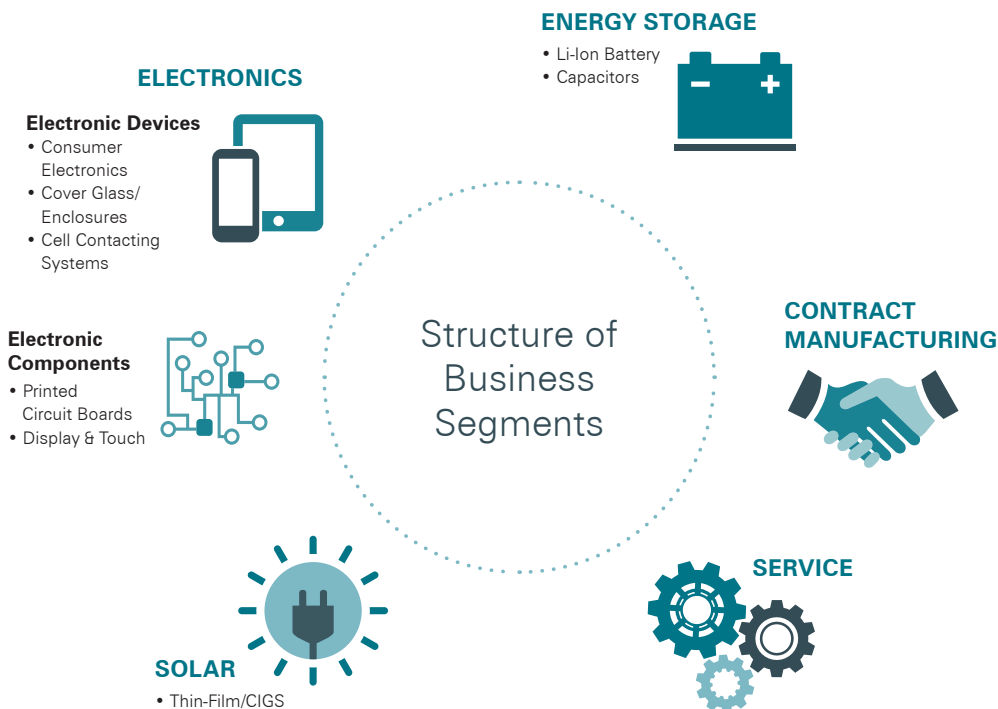 ENERGY STORAGE
• Li-Ion Battery
• Capacitors
ELECTRONICS
Electronic Devices
• Consumer
Electronics
• Cover Glass/
Enclosures
• Cell Contacting
Systems
Electronic
Components
• Printed
Circuit Boards
• Display & Touch
Structure of
Business
Segments
CONTRACT
MANUFACTURING
SERVICE
SOLAR
• Thin-Film/CIGS